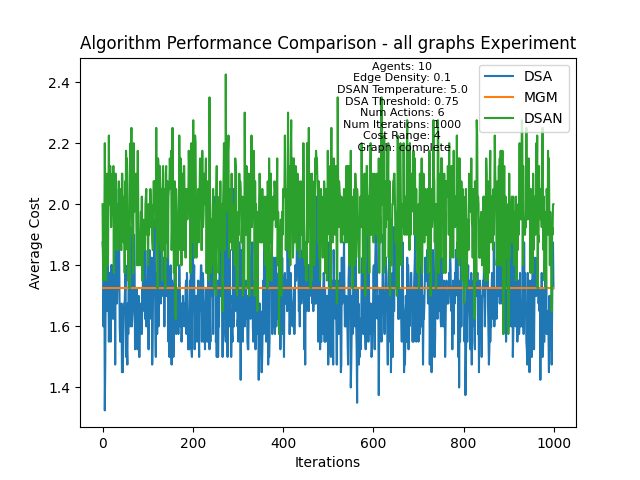 Algorithm Performance Comparison - all graphs Experiment
Agents: 10
Edge Density: 0.1
DSAN Temperature: 5.0
DSA Threshold: 0.75
Num Actions: 6
Num Iterations: 1000
Cost Range: 4
Graph: complete
DSA
MGM
DSAN
Average Cost
2.4
2.2
2.0
1.8
1.6
1.4
0
200
400
600
800
1000
Iterations